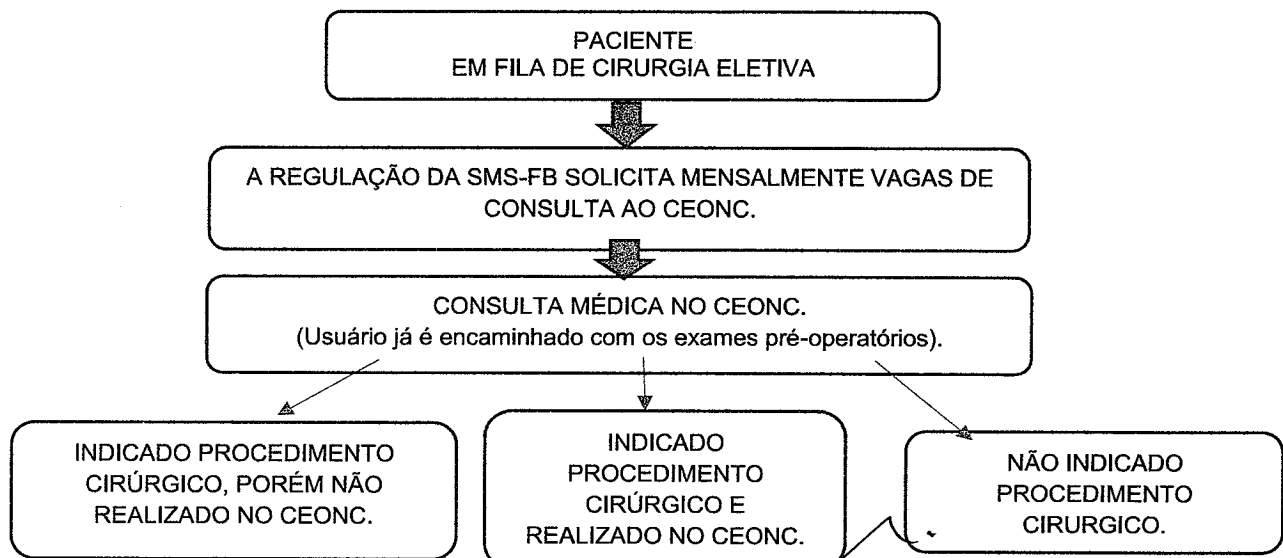 PACIENTE
EM FILA DE CIRURGIA ELETIVA
A REGULAÇÃO DA SMS-FB SOLICITA MENSALMENTE VAGAS DE
CONSULTA AO CEONC.
CONSULTA MÉDICA NO CEONC.
(Usuário já é encaminhado com os exames pré-operatórios).
INDICADO PROCEDIMENTO
CIRÚRGICO, PORÉM NÃO
REALIZADO NO CEONC.
INDICADO
PROCEDIMENTO
CIRÚRGICO E
REALIZADO NO CEONC.
NÃO INDICADO
PROCEDIMENTO
CIRURGICO.